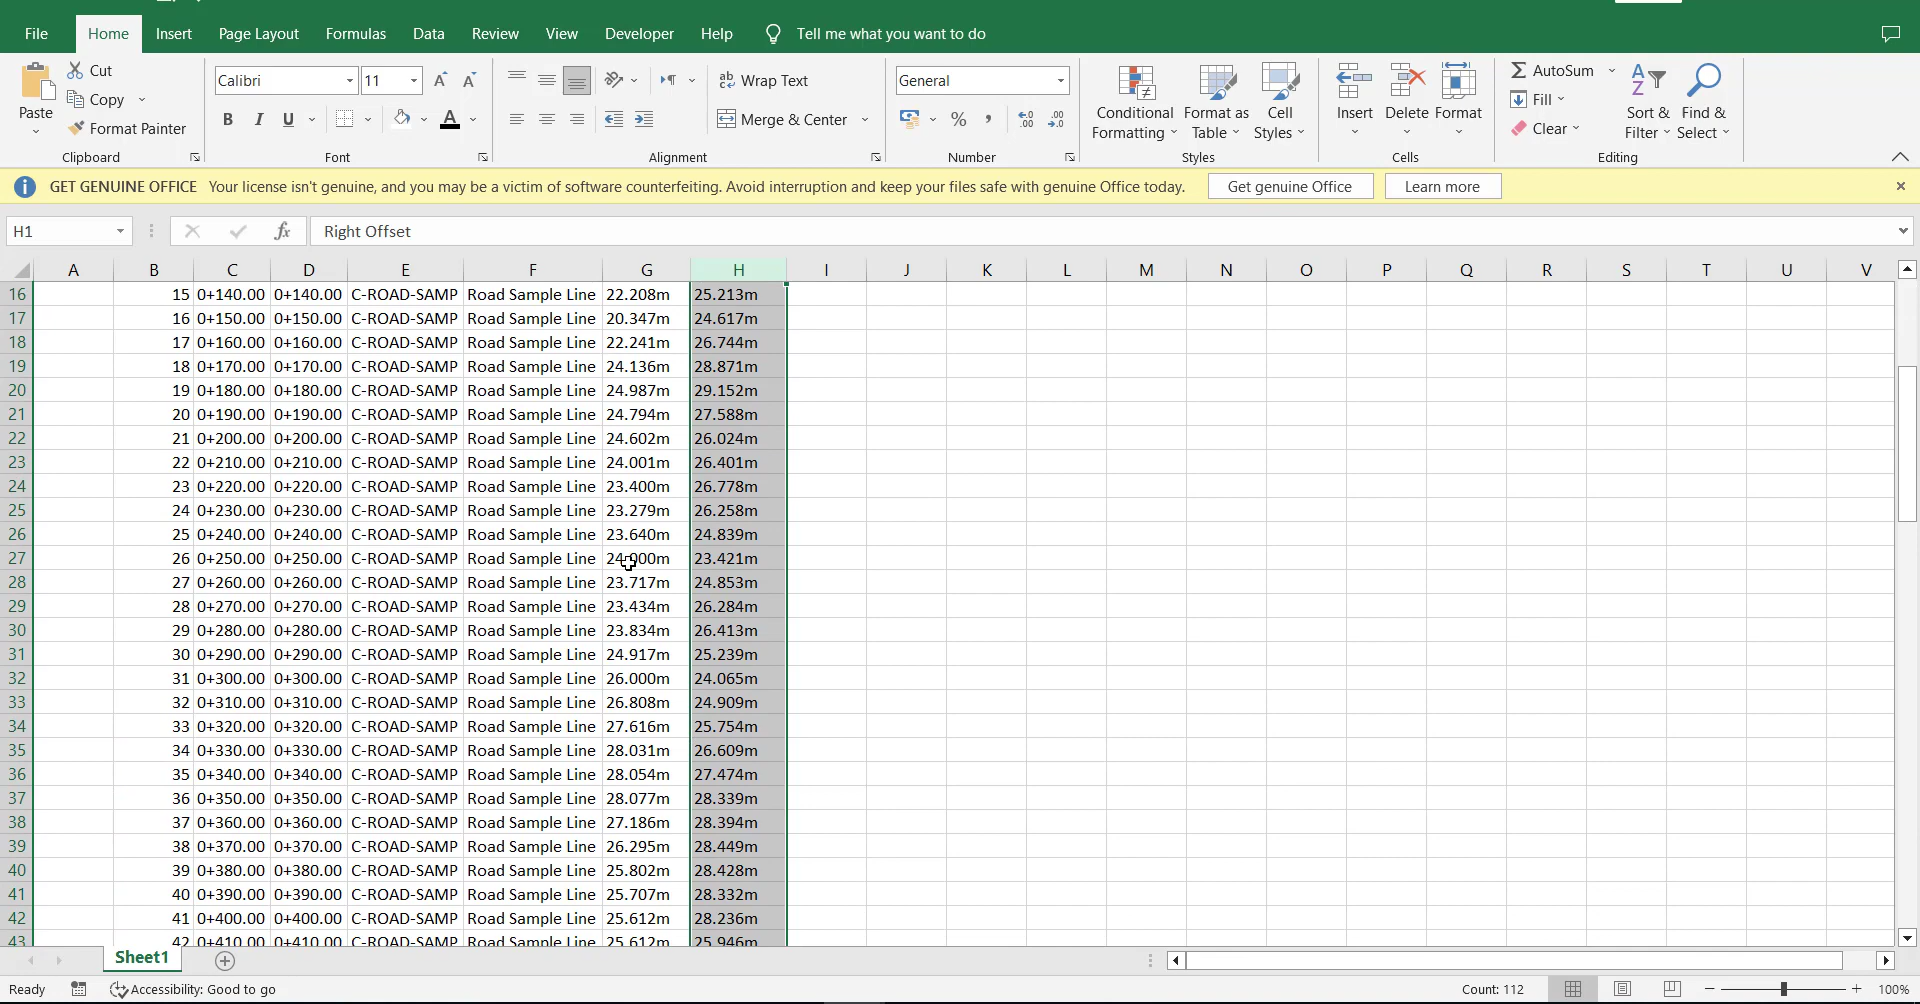 File Home Insert Page Layout Formulas Data Review View Developer Help Tell me what you want to do
Paste Cut Copy Format Painter Clipboard
Calibri 11 B I U A Font
ab Wrap Text Merge & Center Alignment
General % , Number
Conditional Formatting Format as Table Cell Styles Styles
Insert Delete Format Cells
AutoSum Fill Clear Sort & Filter Find & Select Editing
GET GENUINE OFFICE Your license isn't genuine, and you may be a victim of software counterfeiting. Avoid interruption and keep your files safe with genuine Office today. Get genuine Office Learn more
H1 fx Right Offset
A B C D E F G H I J K L M N O P Q R S T U V
16 15 0+140.00 0+140.00 C-ROAD-SAMP Road Sample Line 22.208m 25.213m
17 16 0+150.00 0+150.00 C-ROAD-SAMP Road Sample Line 20.347m 24.617m
18 17 0+160.00 0+160.00 C-ROAD-SAMP Road Sample Line 22.241m 26.744m
19 18 0+170.00 0+170.00 C-ROAD-SAMP Road Sample Line 24.136m 28.871m
20 19 0+180.00 0+180.00 C-ROAD-SAMP Road Sample Line 24.987m 29.152m
21 20 0+190.00 0+190.00 C-ROAD-SAMP Road Sample Line 24.794m 27.588m
22 21 0+200.00 0+200.00 C-ROAD-SAMP Road Sample Line 24.602m 26.024m
23 22 0+210.00 0+210.00 C-ROAD-SAMP Road Sample Line 24.001m 26.401m
24 23 0+220.00 0+220.00 C-ROAD-SAMP Road Sample Line 23.400m 26.778m
25 24 0+230.00 0+230.00 C-ROAD-SAMP Road Sample Line 23.279m 26.258m
26 25 0+240.00 0+240.00 C-ROAD-SAMP Road Sample Line 23.640m 24.839m
27 26 0+250.00 0+250.00 C-ROAD-SAMP Road Sample Line 24.000m 23.421m
28 27 0+260.00 0+260.00 C-ROAD-SAMP Road Sample Line 23.717m 24.853m
29 28 0+270.00 0+270.00 C-ROAD-SAMP Road Sample Line 23.434m 26.284m
30 29 0+280.00 0+280.00 C-ROAD-SAMP Road Sample Line 23.834m 26.413m
31 30 0+290.00 0+290.00 C-ROAD-SAMP Road Sample Line 24.917m 25.239m
32 31 0+300.00 0+300.00 C-ROAD-SAMP Road Sample Line 26.000m 24.065m
33 32 0+310.00 0+310.00 C-ROAD-SAMP Road Sample Line 26.808m 24.909m
34 33 0+320.00 0+320.00 C-ROAD-SAMP Road Sample Line 27.616m 25.754m
35 34 0+330.00 0+330.00 C-ROAD-SAMP Road Sample Line 28.031m 26.609m
36 35 0+340.00 0+340.00 C-ROAD-SAMP Road Sample Line 28.054m 27.474m
37 36 0+350.00 0+350.00 C-ROAD-SAMP Road Sample Line 28.077m 28.339m
38 37 0+360.00 0+360.00 C-ROAD-SAMP Road Sample Line 27.186m 28.394m
39 38 0+370.00 0+370.00 C-ROAD-SAMP Road Sample Line 26.295m 28.449m
40 39 0+380.00 0+380.00 C-ROAD-SAMP Road Sample Line 25.802m 28.428m
41 40 0+390.00 0+390.00 C-ROAD-SAMP Road Sample Line 25.707m 28.332m
42 41 0+400.00 0+400.00 C-ROAD-SAMP Road Sample Line 25.612m 28.236m
43 42 0+410.00 0+410.00 C-ROAD-SAMP Road Sample Line 25.612m 25.946m
Sheet1
Ready Accessibility: Good to go Count: 112 100%